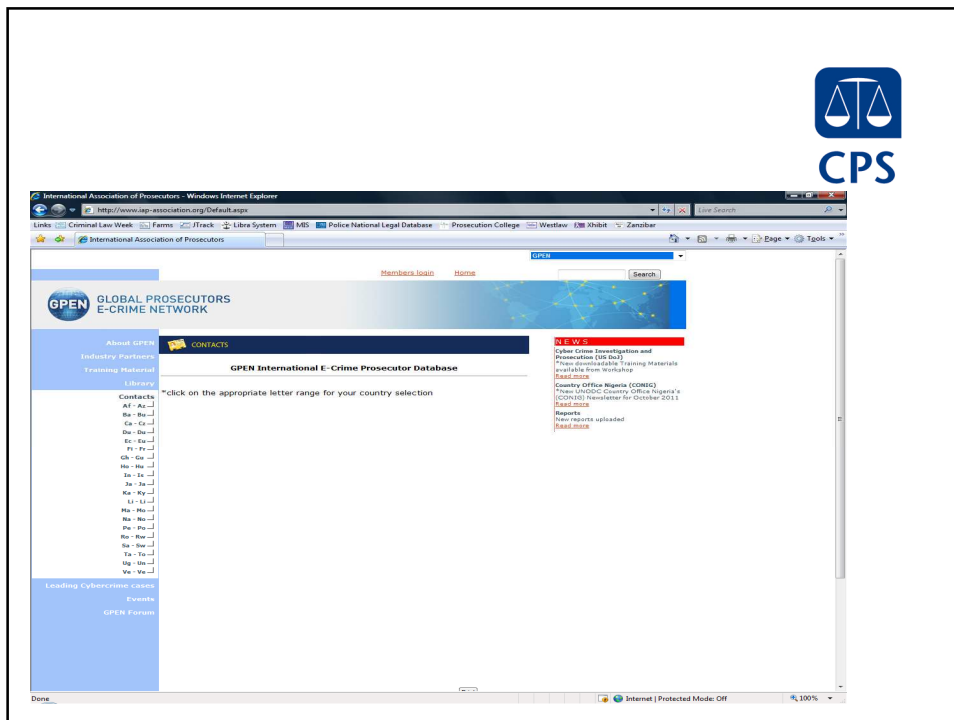 CPS
International Association of Prosecutors - Windows Internet Explorer
http://www.iap-association.org/Default.aspx
Live Search
Links Criminal Law Week Farms JTrack Libra System MIS Police National Legal Database Prosecution College Westlaw Xhibit Zanzibar
International Association of Prosecutors
Page Tools
GPEN
Members login Home
Search
GPEN GLOBAL PROSECUTORS
E-CRIME NETWORK
About GPEN
Industry Partners
Training Material
Library
Contacts
Af - Az
Ba - Bu
Ca - Cz
Da - Du
Ec - Eu
Fi - Fr
Gh - Gu
Ho - Hu
Ia - Is
Ja - Jo
Ka - Ky
Li - Li
Ma - Mo
Na - No
Pe - Po
Ro - Rw
Sa - Sw
Ta - To
Ug - Un
Ve - Ve
Leading Cybercrime cases
Events
GPEN Forum
CONTACTS
GPEN International E-Crime Prosecutor Database
*click on the appropriate letter range for your country selection
NEWS
Cyber Crime Investigation and
Prosecution (US DoJ)
*New downloadable Training Materials
available from Workshop
Read more
Country Office Nigeria (CONIG)
*New UNODC Country Office Nigeria's
(CONIG) Newsletter for October 2011
Read more
Reports
New reports uploaded
Read more
Done
Internet | Protected Mode: Off
100%